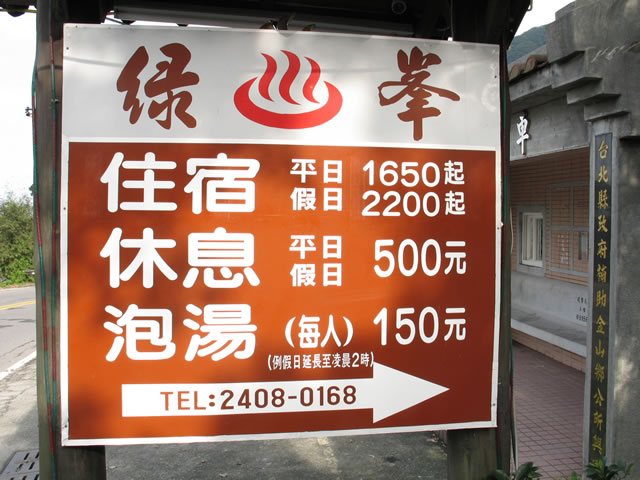 绿峯
住宿 平日 1650起
假日 2200起
休息 平日 假日 500元
泡湯 (每人) 150元
(例假日延長至凌晨2時)
TEL:2408-0168
車
台北縣政府補助金山鄉公所興